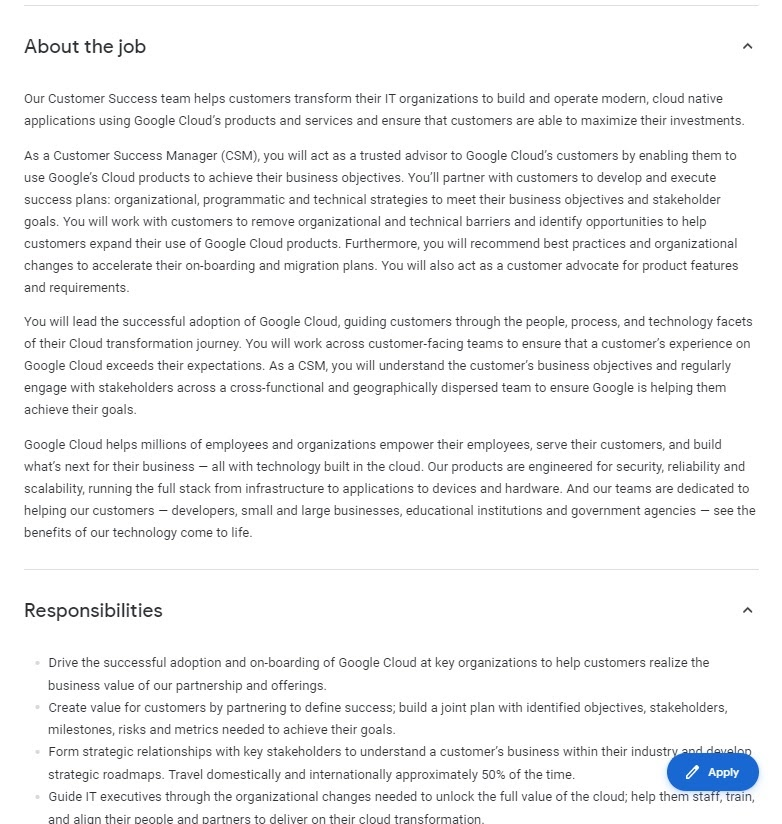 About the job
Our Customer Success team helps customers transform their IT organizations to build and operate modern, cloud native
applications using Google Cloud's products and services and ensure that customers are able to maximize their investments.
As a Customer Success Manager (CSM), you will act as a trusted advisor to Google Cloud's customers by enabling them to
use Google's Cloud products to achieve their business objectives. You'll partner with customers to develop and execute
success plans: organizational, programmatic and technical strategies to meet their business objectives and stakeholder
goals. You will work with customers to remove organizational and technical barriers and identify opportunities to help
customers expand their use of Google Cloud products. Furthermore, you will recommend best practices and organizational
changes to accelerate their on-boarding and migration plans. You will also act as a customer advocate for product features
and requirements.
You will lead the successful adoption of Google Cloud, guiding customers through the people, process, and technology facets
of their Cloud transformation journey. You will work across customer-facing teams to ensure that a customer's experience on
Google Cloud exceeds their expectations. As a CSM, you will understand the customer's business objectives and regularly
engage with stakeholders across a cross-functional and geographically dispersed team to ensure Google is helping them
achieve their goals.
Google Cloud helps millions of employees and organizations empower their employees, serve their customers, and build
what's next for their business — all with technology built in the cloud. Our products are engineered for security, reliability and
scalability, running the full stack from infrastructure to applications to devices and hardware. And our teams are dedicated to
helping our customers — developers, small and large businesses, educational institutions and government agencies — see the
benefits of our technology come to life.
Responsibilities
Drive the successful adoption and on-boarding of Google Cloud at key organizations to help customers realize the
business value of our partnership and offerings.
Create value for customers by partnering to define success; build a joint plan with identified objectives, stakeholders,
milestones, risks and metrics needed to achieve their goals.
Form strategic relationships with key stakeholders to understand a customer's business within their industry and develop
strategic roadmaps. Travel domestically and internationally approximately 50% of the time.
Apply
Guide IT executives through the organizational changes needed to unlock the full value of the cloud; help them staff, train,
and align their people and partners to deliver on their cloud transformation.